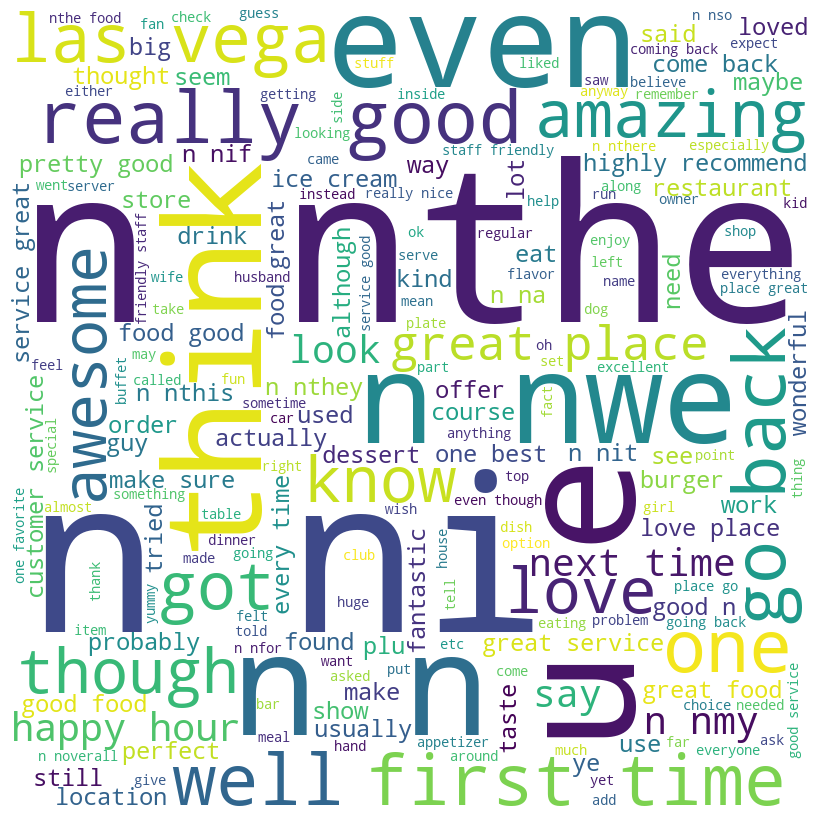 nthe food
fan
check
guess
n nso
las vega
even
said
loved
big
coming back
expect
thought
seem
stuff
liked
come back
either
getting
inside
saw
believe
maybe
really good
amazing
anyway
remember
side
looking
staff friendly
n nthere
especially
pretty good
n nif
came
way
lot
highly recommend
went
server
ice cream
instead
really nice
help
run
along
restaurant
kid
store
owner
service great
think
n nthe
drink
food great
although
ok
regular
enjoy
shop
friendly staff
husband
serve
service good
kind
eat
flavor
left
name
need
everything
place great
wife
awesome
take
mean
n na
dog
food good
plate
look
great place
go back
wonderful
feel
may
oh
set
part
excellent
buffet
called
fun
n nthis
n nthey
n nwe
offer
fact
sometime
order
car
used
course
guy
actually
anything
customer service
special
right
dessert
one best
n nit
see
point
make sure
know
top
burger
thing
almost
something
even though
girl
work
one favorite
n ni
e
table
wish
dish
love place
tried
every time
dinner
option
going
club
house
next time
made
thank
yummy
got
huge
fantastic
tell
love
place go
good n
item
felt
problem
going back
told
eating
probably
n nfor
found
plu
etc
great service
one
though
n n
u
want
asked
put
come
good service
bar
make
taste
say
great food
good food
show
choice
needed
happy hour
usually
n nmy
meal
hand
appetizer
n noverall
perfect
around
much
use
far
everyone
ask
still
give
well
first time
ye
yet
location
add